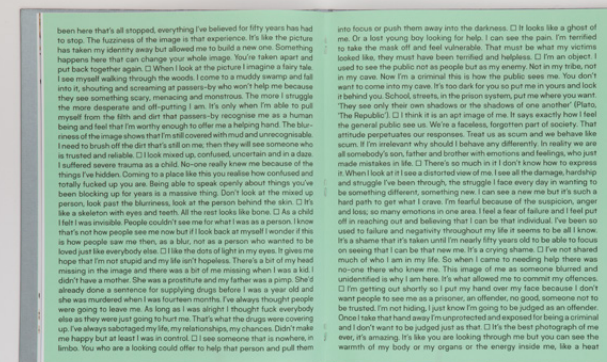 been here that's all stopped, everything I've believed for fifty years has had
to stop. The fuzziness of the image is that experience. It's like the picture
has taken my identity away but allowed me to build a new one. Something
happens here that can change your whole image. You're taken apart and
put back together again. ☐ When I look at the picture I imagine a fairy tale.
I see myself walking through the woods. I come to a muddy swamp and fall
into it, shouting and screaming at passers-by who won't help me because
they see something scary, menacing and monstrous. The more I struggle
the more desperate and off-putting I am. It's only when I'm able to pull
myself from the filth and dirt that passers-by recognise me as a human
being and feel that I'm worthy enough to offer me a helping hand. The blur-
riness of the image shows that I'm still covered with mud and unrecognisable.
I need to brush off the dirt that's still on me; then they will see someone who
is trusted and reliable. ☐ I look mixed up, confused, uncertain and in a daze.
I suffered severe trauma as a child. No-one really knew me because of the
things I've hidden. Coming to a place like this you realise how confused and
totally fucked up you are. Being able to speak openly about things you've
been blocking up for years is a massive thing. Don't look at the mixed up
person, look past the blurriness, look at the person behind the skin. ☐ It's
like a skeleton with eyes and teeth. All the rest looks like bone. ☐ As a child
I felt I was invisible. People couldn't see me for what I was as a person. I know
that's not how people see me now but if I look back at myself I wonder if this
is how people saw me then, as a blur, not as a person who wanted to be
loved just like everybody else. ☐ I like the dots of light in my eyes. It gives me
hope that I'm not stupid and my life isn't hopeless. There's a bit of my head
missing in the image and there was a bit of me missing when I was a kid. I
didn't have a mother. She was a prostitute and my father was a pimp. She'd
already done a sentence for supplying drugs before I was a year old and
she was murdered when I was fourteen months. I've always thought people
were going to leave me. As long as I was alright I thought fuck everybody
else as they were just going to hurt me. That's what the drugs were covering
up. I've always sabotaged my life, my relationships, my chances. Didn't make
me happy but at least I was in control. ☐ I see someone that is nowhere, in
limbo. You who are a looking could offer to help that person and pull them
into focus or push them away into the darkness. ☐ It looks like a ghost of
me. Or a lost young boy looking for help. I can see the pain. I'm terrified
to take the mask off and feel vulnerable. That must be what my victims
looked like, they must have been terrified and helpless. ☐ I'm an object. I
used to see the public not as people but as my enemy. Not in my tribe, not
in my cave. Now I'm a criminal this is how the public sees me. You don't
want to come into my cave. It's too dark for you so put me in yours and lock
it behind you. School, streets, in the prison system, put me where you want.
'They see only their own shadows or the shadows of one another' (Plato,
'The Republic'). ☐ I think it is an apt image of me. It says exactly how I feel
the general public see us. We're a faceless, forgotten part of society. That
attitude perpetuates our responses. Treat us as scum and we behave like
scum. If I'm irrelevant why should I behave any differently. In reality we are
all somebody's son, father and brother with emotions and feelings, who just
made mistakes in life. ☐ There's so much in it I don't know how to express
it. When I look at it I see a distorted view of me. I see all the damage, hardship
and struggle I've been through, the struggle I face every day in wanting to
be something different, something new. I can see a new me but it's such a
hard path to get what I crave. I'm fearful because of the suspicion, anger
and loss; so many emotions in one area. I feel a fear of failure and I feel put
off in reaching out and believing that I can be that individual. I've been so
used to failure and negativity throughout my life it seems to be all I know.
It's a shame that it's taken until I'm nearly fifty years old to be able to focus
on seeing that I can be that new me. It's a crying shame. ☐ I've not shared
much of who I am in my life. So when I came to needing help there was
no-one there who knew me. This image of me as someone blurred and
unidentified is why I am here. It's what allowed me to commit my offences.
☐ I'm getting out shortly so I put my hand over my face because I don't
want people to see me as a prisoner, an offender, no good, someone not to
be trusted. I'm not hiding, I just know I'm going to be judged as an offender.
Once I take that hand away I'm unprotected and exposed for being a criminal
and I don't want to be judged just as that. ☐ It's the best photograph of me
ever, it's amazing. It's like you are looking through me but you can see the
warmth of my body or my organs or the energy inside me, like a heat